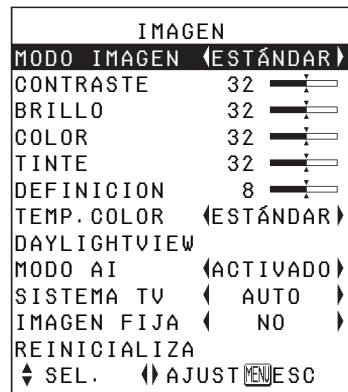 IMAGEN
MODO IMAGEN ESTÁNDAR
CONTRASTE 32
BRILLO 32
COLOR 32
TINTE 32
DEFINICION 8
TEMP.COLOR ESTÁNDAR
DAYLIGHTVIEW
MODO AI ACTIVADO
SISTEMA TV AUTO
IMAGEN FIJA NO
REINICIALIZA
SEL. AJUST MENU ESC